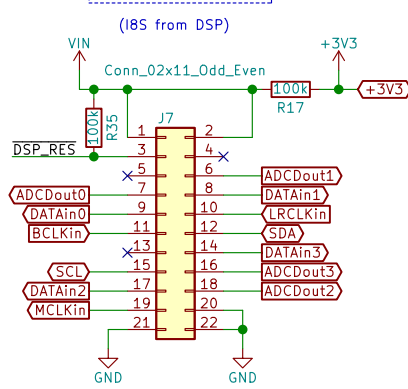 (I8S from DSP)
VIN
+3V3
Conn_02x11_Odd_Even
100k
+3V3
R17
100k
R35
J7
DSP_RES
1 2
3 4
5 6 ADCDout1
ADCDout0 7 8 DATAin1
DATAin0 9 10 LRCLKin
BCLKin 11 12 SDA
13 14 DATAin3
SCL 15 16 ADCDout3
DATAin2 17 18 ADCDout2
MCLKin 19 20
21 22
GND GND